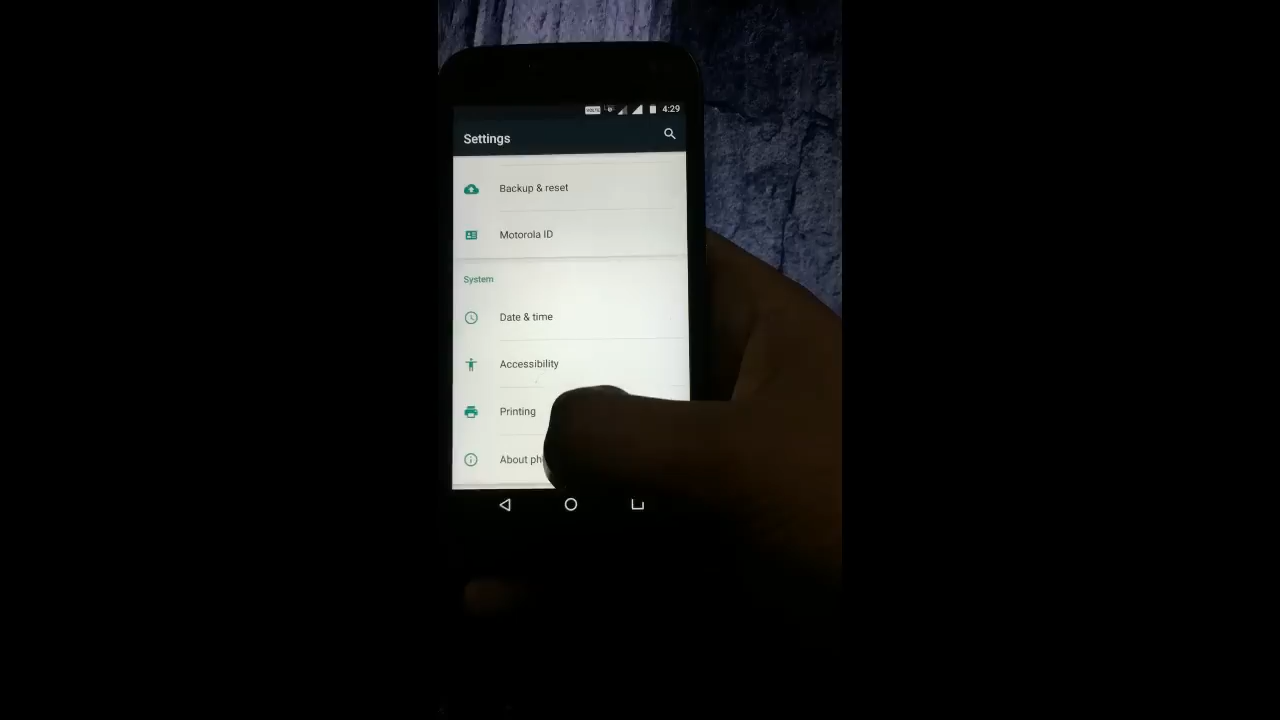 4:29
Settings
Backup & reset
Motorola ID
System
Date & time
Accessibility
Printing
About ph